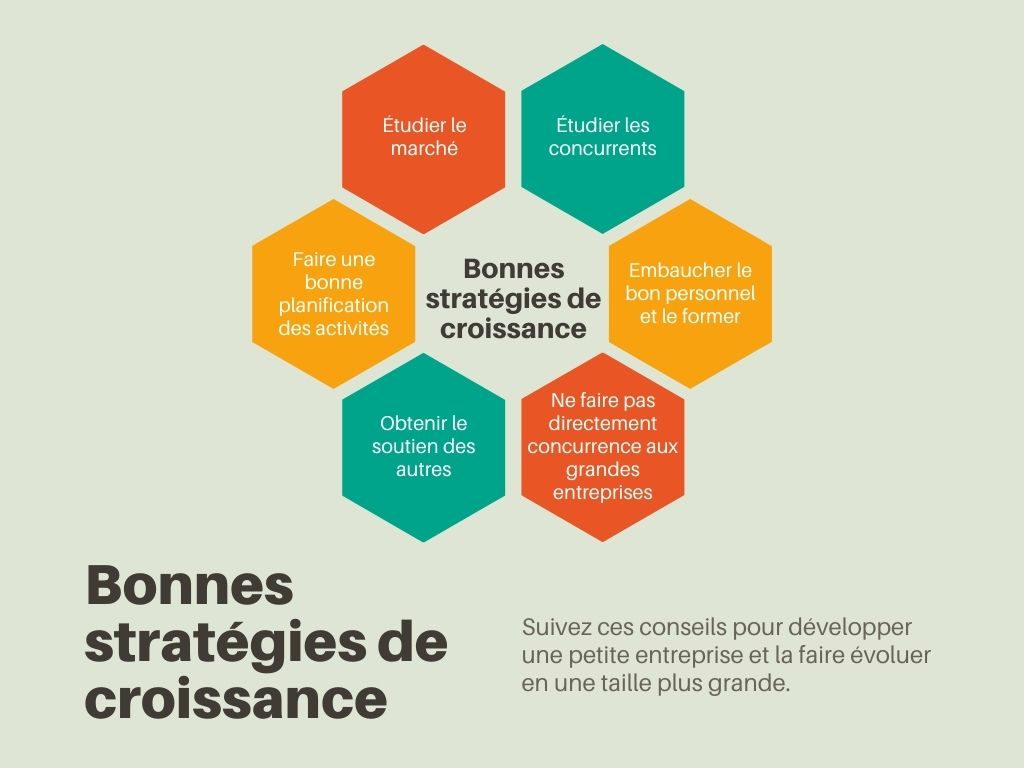 Étudier le
marché
Étudier les
concurrents
Faire une
bonne
planification
des activités
Bonnes
stratégies de
croissance
Embaucher le
bon personnel
et le former
Obtenir le
soutien des
autres
Ne faire pas
directement
concurrence aux
grandes
entreprises
Bonnes
stratégies de
croissance
Suivez ces conseils pour développer
une petite entreprise et la faire évoluer
en une taille plus grande.